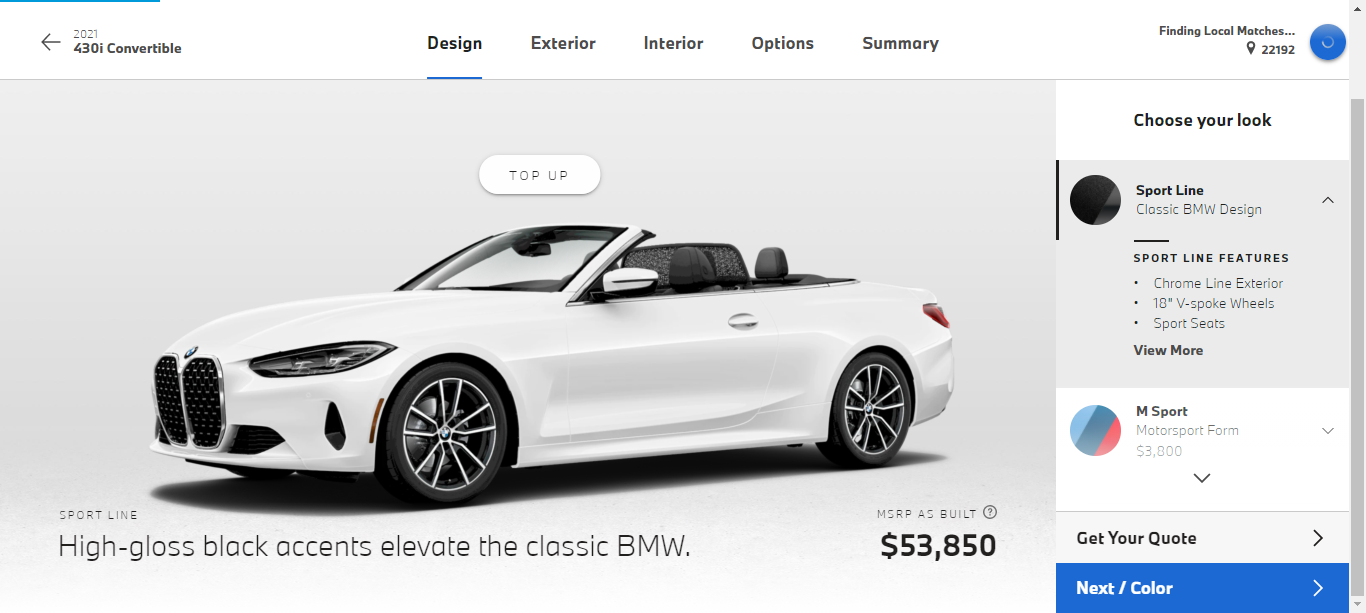 2021
430i Convertible
Design
Exterior
Interior
Options
Summary
Finding Local Matches...
22192
TOP UP
SPORT LINE
High-gloss black accents elevate the classic BMW.
MSRP AS BUILT ?
$53,850
Choose your look
Sport Line
Classic BMW Design
SPORT LINE FEATURES
• Chrome Line Exterior
• 18" V-spoke Wheels
• Sport Seats
View More
M Sport
Motorsport Form
$3,800
Get Your Quote
Next / Color